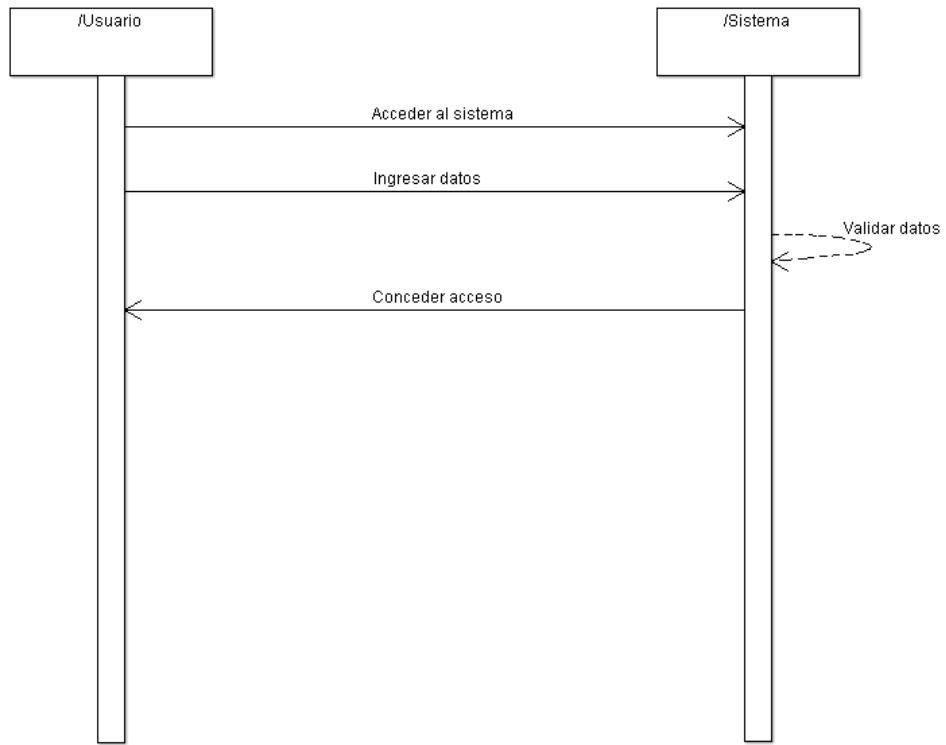 /Usuario
/Sistema
Acceder al sistema
Ingresar datos
Validar datos
Conceder acceso